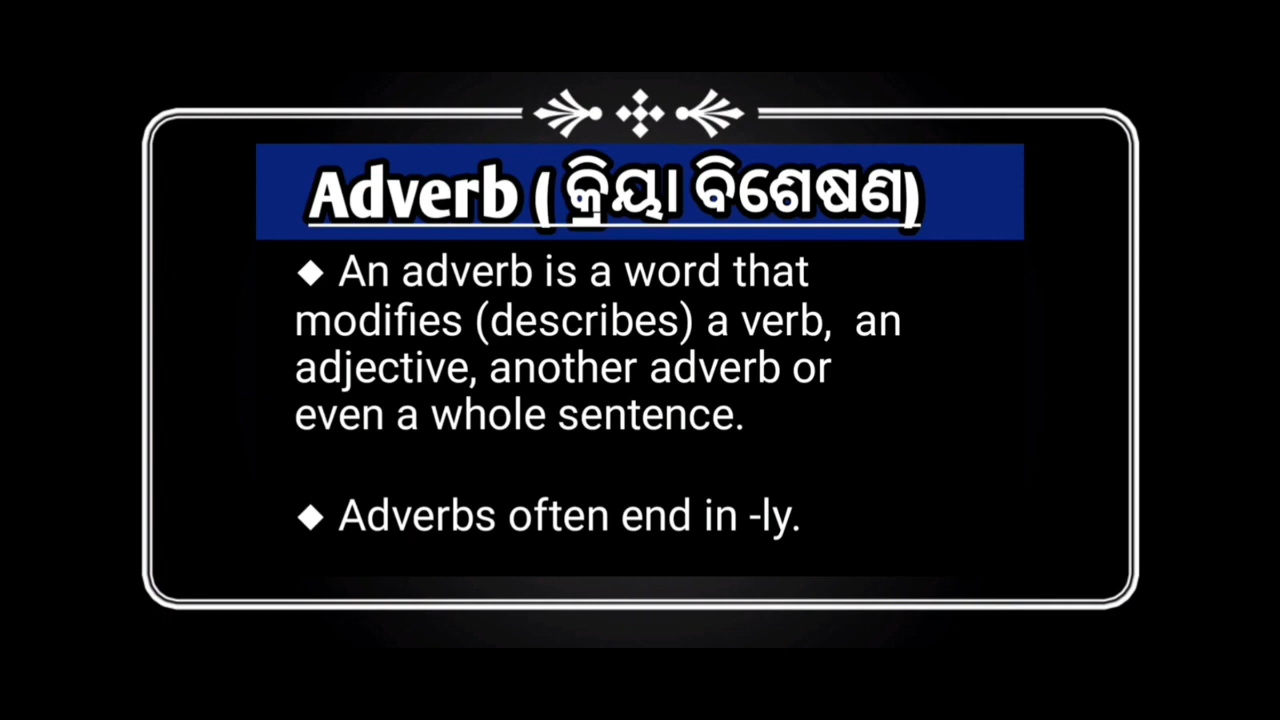 Adverb ( କ୍ରିୟା ବିଶେଷଣ)
◆ An adverb is a word that
modifies (describes) a verb,  an
adjective, another adverb or
even a whole sentence.
◆ Adverbs often end in -ly.